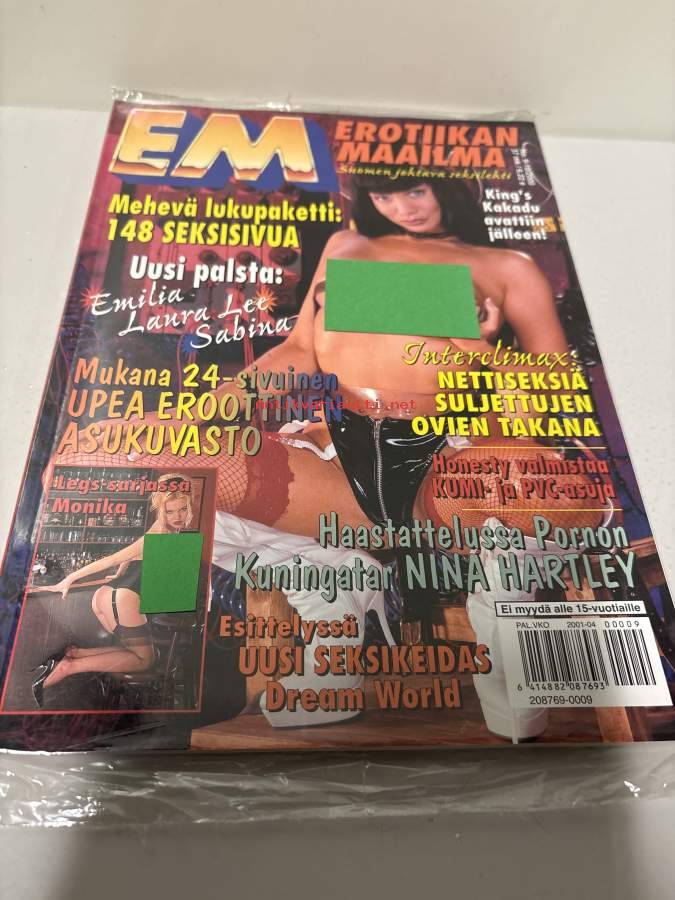 EM
EROTIIKAN
MAAILMA
Suomen johtava seksilehti
Mehevä lukupaketti:
148 SEKSISIVUA
King's
Kakadu
avattiin
jälleen!
Uusi palsta:
Emilia
Laura Lee
Sabina
Interclimax:
NETTISEKSIÄ
SULJETTUJEN
OVIEN TAKANA
Mukana 24-sivuinen
UPEA EROOTTINEN
ASUKUVASTO
Honesty valmistaa
KUMI- ja PVC-asuja
Legs-sarjassa
Monika
Haastattelussa Pornon
Kuningatar NINA HARTLEY
Ei myydä alle 15-vuotiaille
PAL.VKO 2001-04 00009
6 414882 087693
208769-0009
Esittelyssä
UUSI SEKSIKEIDAS
Dream World